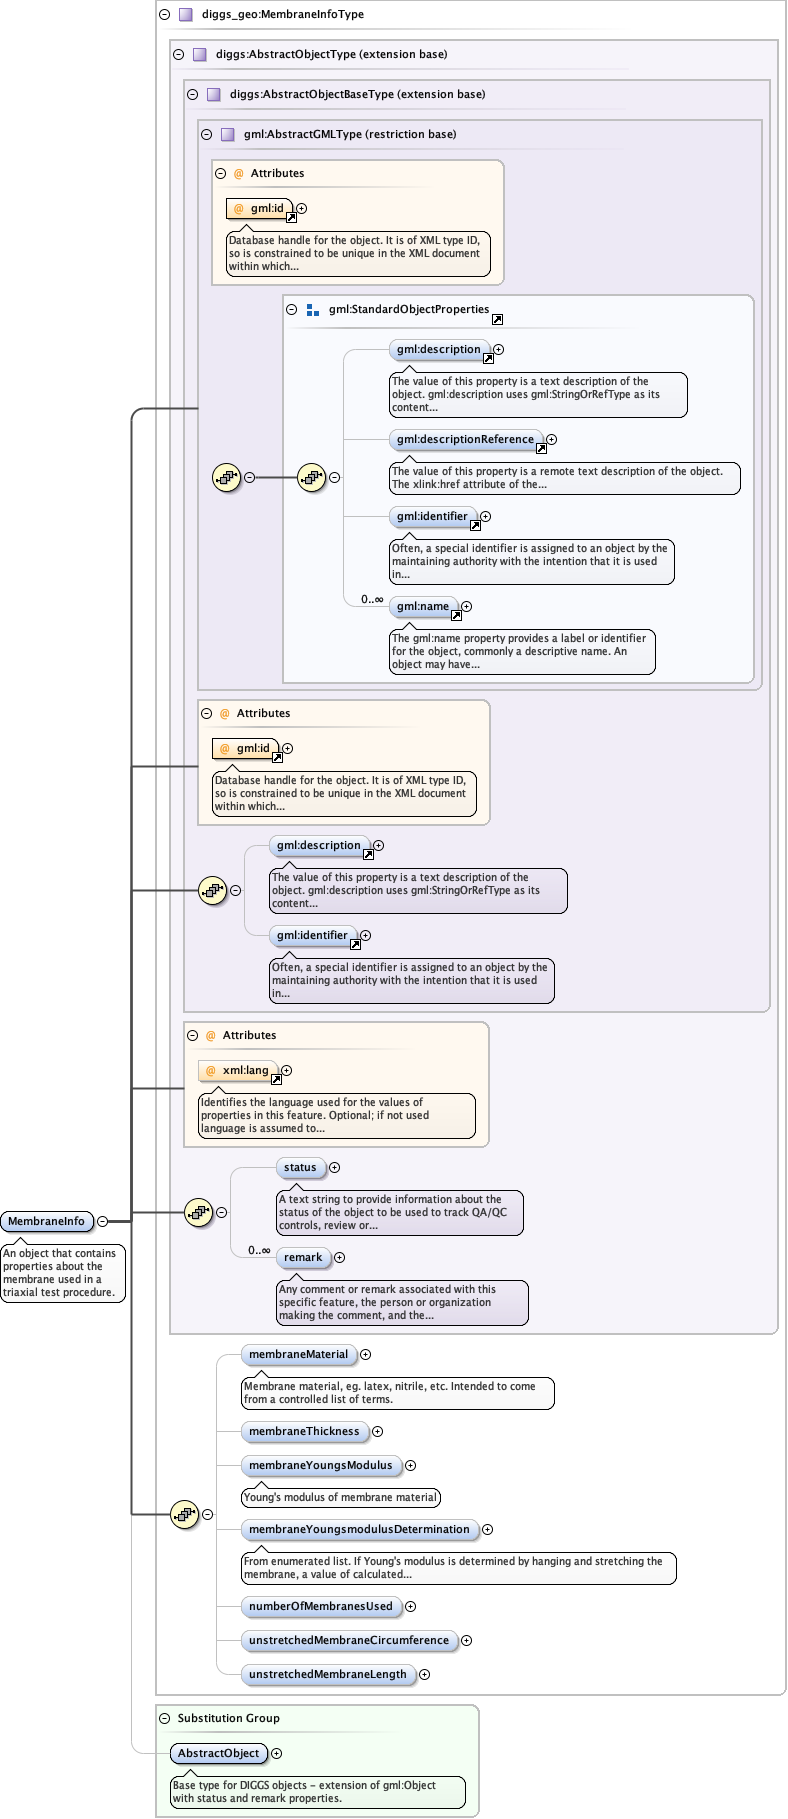 diggs_geo:MembraneInfoType
diggs:AbstractObjectType (extension base)
diggs:AbstractObjectBaseType (extension base)
gml:AbstractGMLType (restriction base)
@ Attributes
@ gml:id
Database handle for the object. It is of XML type ID,
so is constrained to be unique in the XML document
within which...
gml:StandardObjectProperties
gml:description
The value of this property is a text description of the
object. gml:description uses gml:StringOrRefType as its
content...
gml:descriptionReference
The value of this property is a remote text description of the object.
The xlink:href attribute of the...
gml:identifier
Often, a special identifier is assigned to an object by the
maintaining authority with the intention that it is used
in...
0..∞
gml:name
The gml:name property provides a label or identifier
for the object, commonly a descriptive name. An
object may have...
@ Attributes
@ gml:id
Database handle for the object. It is of XML type ID,
so is constrained to be unique in the XML document
within which...
gml:description
The value of this property is a text description of the
object. gml:description uses gml:StringOrRefType as its
content...
gml:identifier
Often, a special identifier is assigned to an object by the
maintaining authority with the intention that it is used
in...
@ Attributes
@ xml:lang
Identifies the language used for the values of
properties in this feature. Optional; if not used
language is assumed to...
status
A text string to provide information about the
status of the object to be used to track QA/QC
controls, review or...
0..∞
remark
Any comment or remark associated with this
specific feature, the person or organization
making the comment, and the...
MembraneInfo
An object that contains
properties about the
membrane used in a
triaxial test procedure.
membraneMaterial
Membrane material, eg. latex, nitrile, etc. Intended to come
from a controlled list of terms.
membraneThickness
membraneYoungsModulus
Young's modulus of membrane material
membraneYoungsmodulusDetermination
From enumerated list. If Young's modulus is determined by hanging and stretching the
membrane, a value of calculated...
numberOfMembranesUsed
unstretchedMembraneCircumference
unstretchedMembraneLength
Substitution Group
AbstractObject
Base type for DIGGS objects – extension of gml:Object
with status and remark properties.